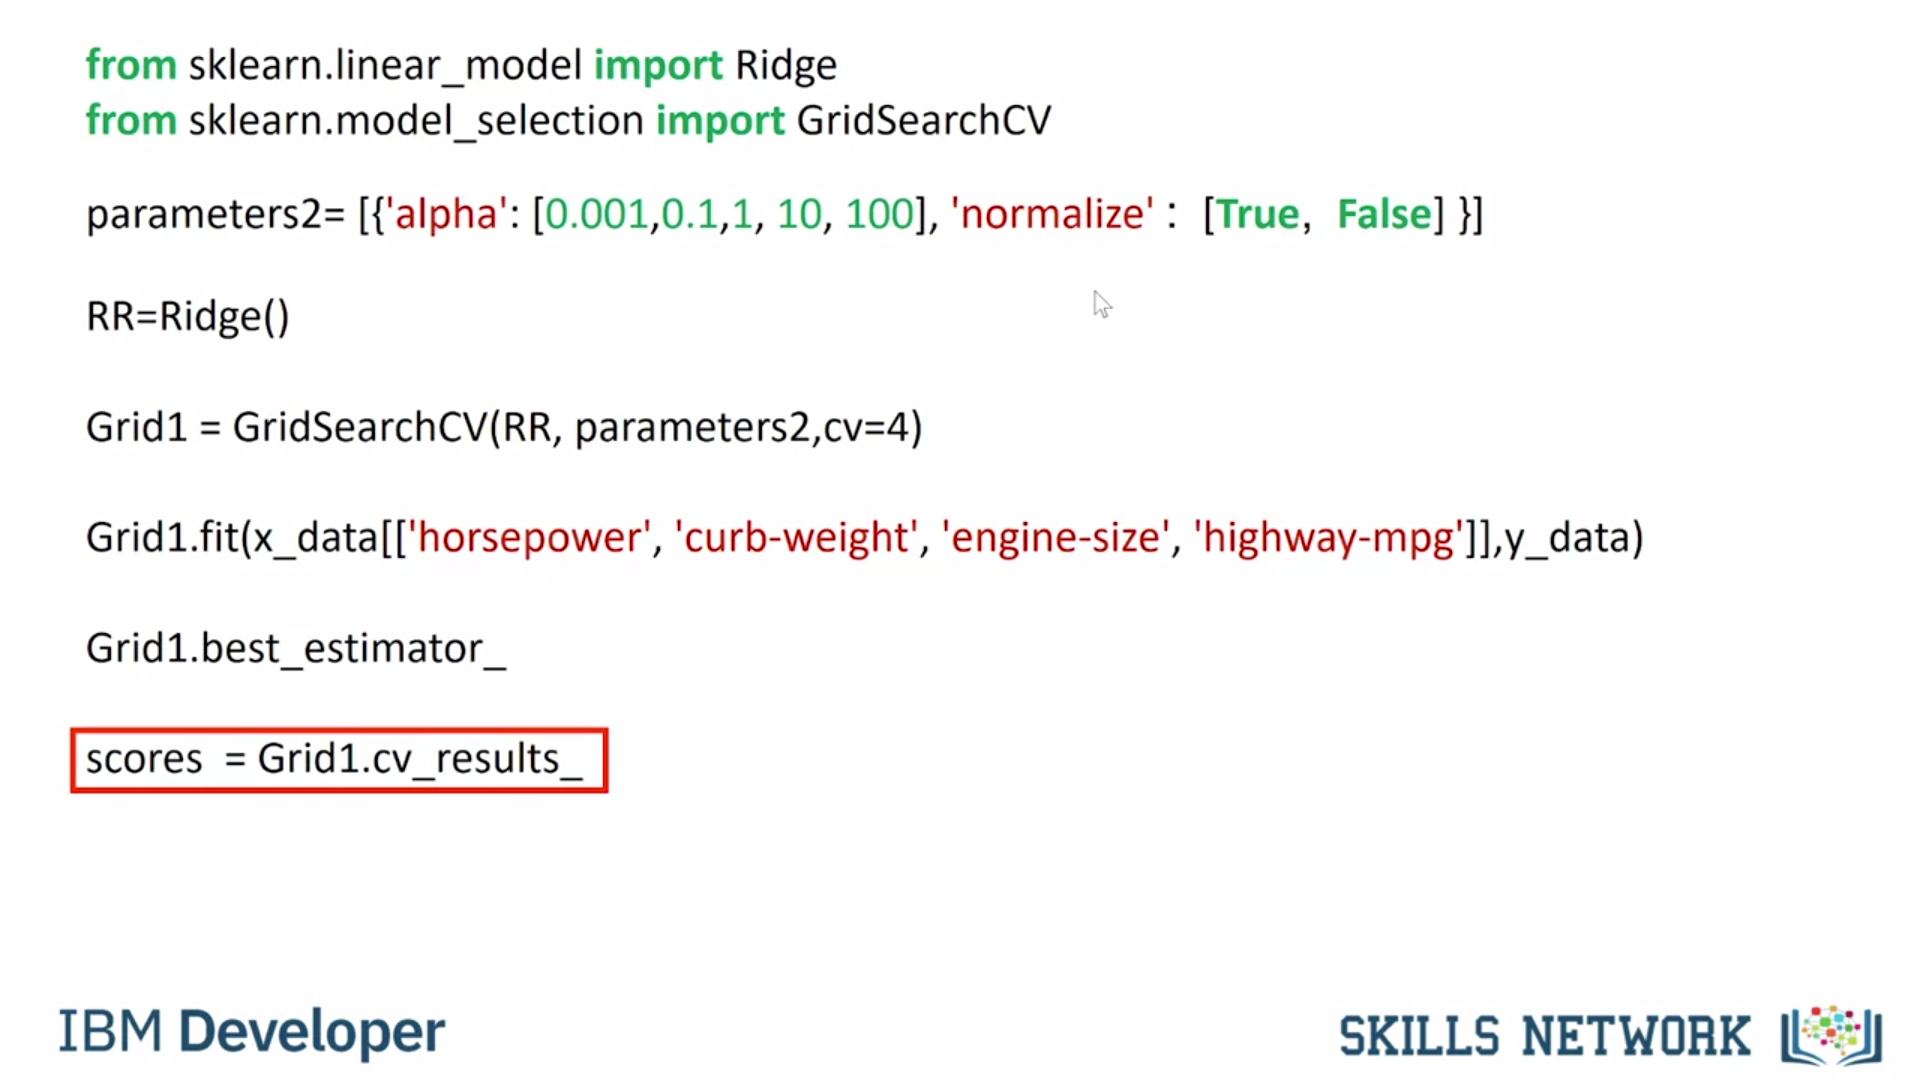 from sklearn.linear_model import Ridge
from sklearn.model_selection import GridSearchCV
parameters2= [{'alpha': [0.001,0.1,1, 10, 100], 'normalize' : [True, False] }]
RR=Ridge()
Grid1 = GridSearchCV(RR, parameters2,cv=4)
Grid1.fit(x_data[['horsepower', 'curb-weight', 'engine-size', 'highway-mpg']],y_data)
Grid1.best_estimator_
scores = Grid1.cv_results_
IBM Developer
SKILLS NETWORK